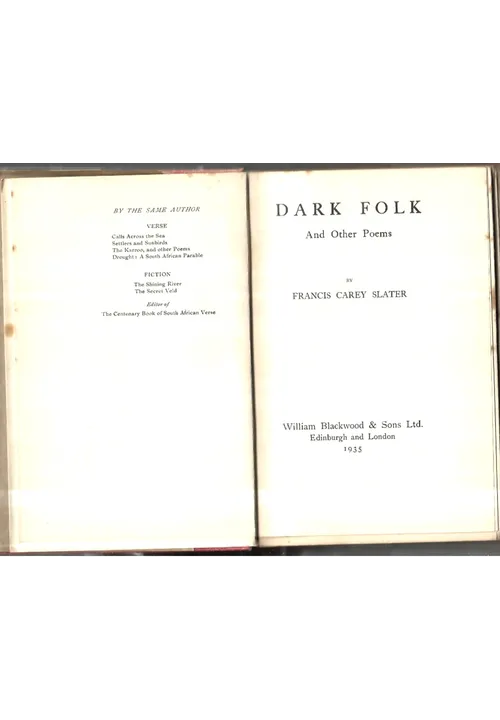 BY THE SAME AUTHOR
VERSE
Calls Across the Sea
Settlers and Sunbirds
The Karroo, and other Poems
Drought: A South African Parable
FICTION
The Shining River
The Secret Veld
Editor of
The Centenary Book of South African Verse
DARK FOLK
And Other Poems
BY
FRANCIS CAREY SLATER
William Blackwood & Sons Ltd.
Edinburgh and London
1935